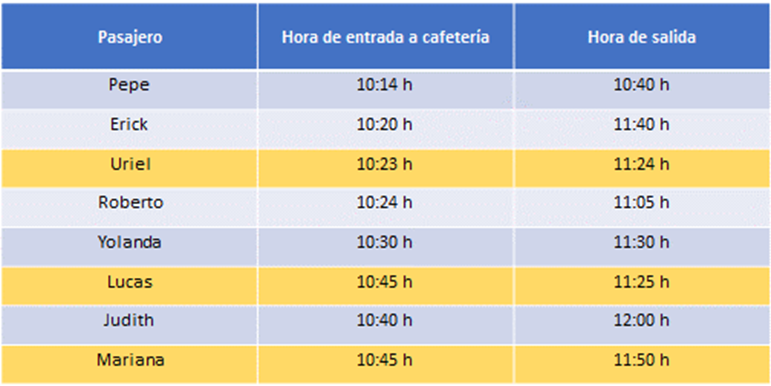 Pasajero Hora de entrada a cafetería Hora de salida
Pepe 10:14 h 10:40 h
Erick 10:20 h 11:40 h
Uriel 10:23 h 11:24 h
Roberto 10:24 h 11:05 h
Yolanda 10:30 h 11:30 h
Lucas 10:45 h 11:25 h
Judith 10:40 h 12:00 h
Mariana 10:45 h 11:50 h